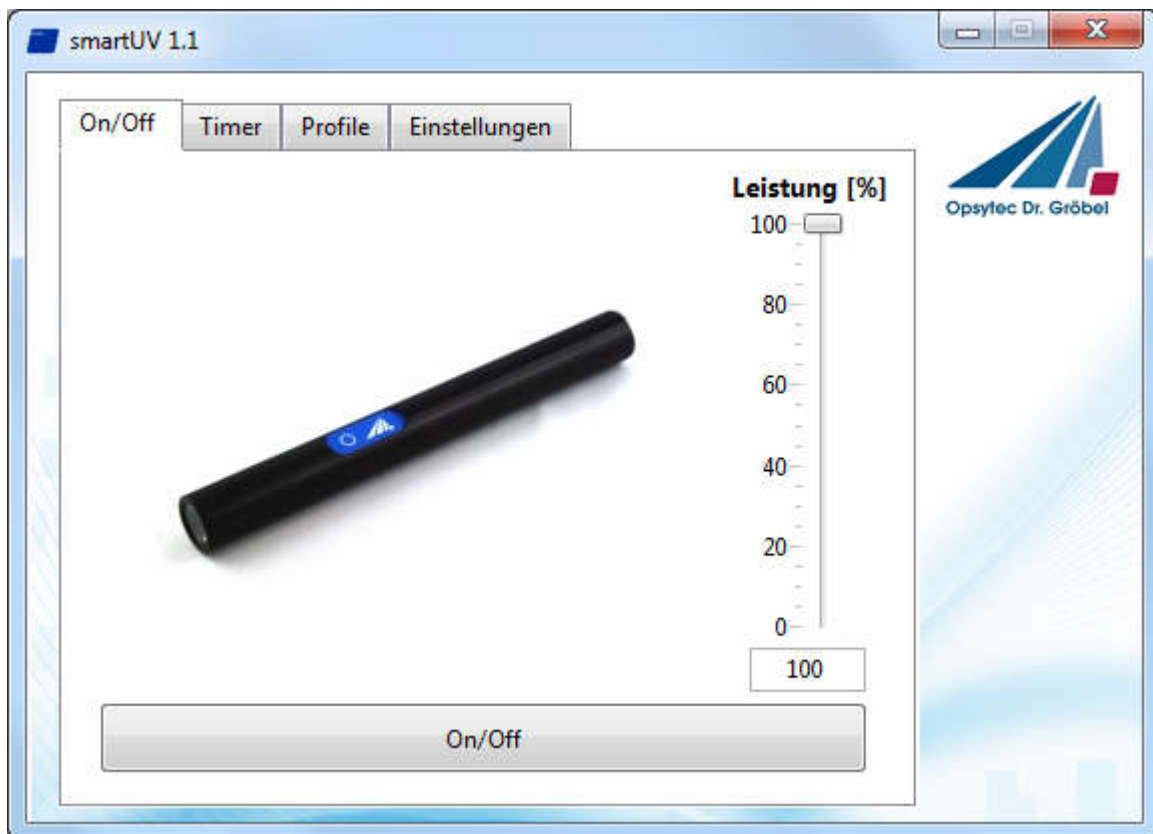 smartUV 1.1
On/Off Timer Profile Einstellungen
Leistung [%]
100
80
60
40
20
0
100
On/Off
Opsytec Dr. Gröbel